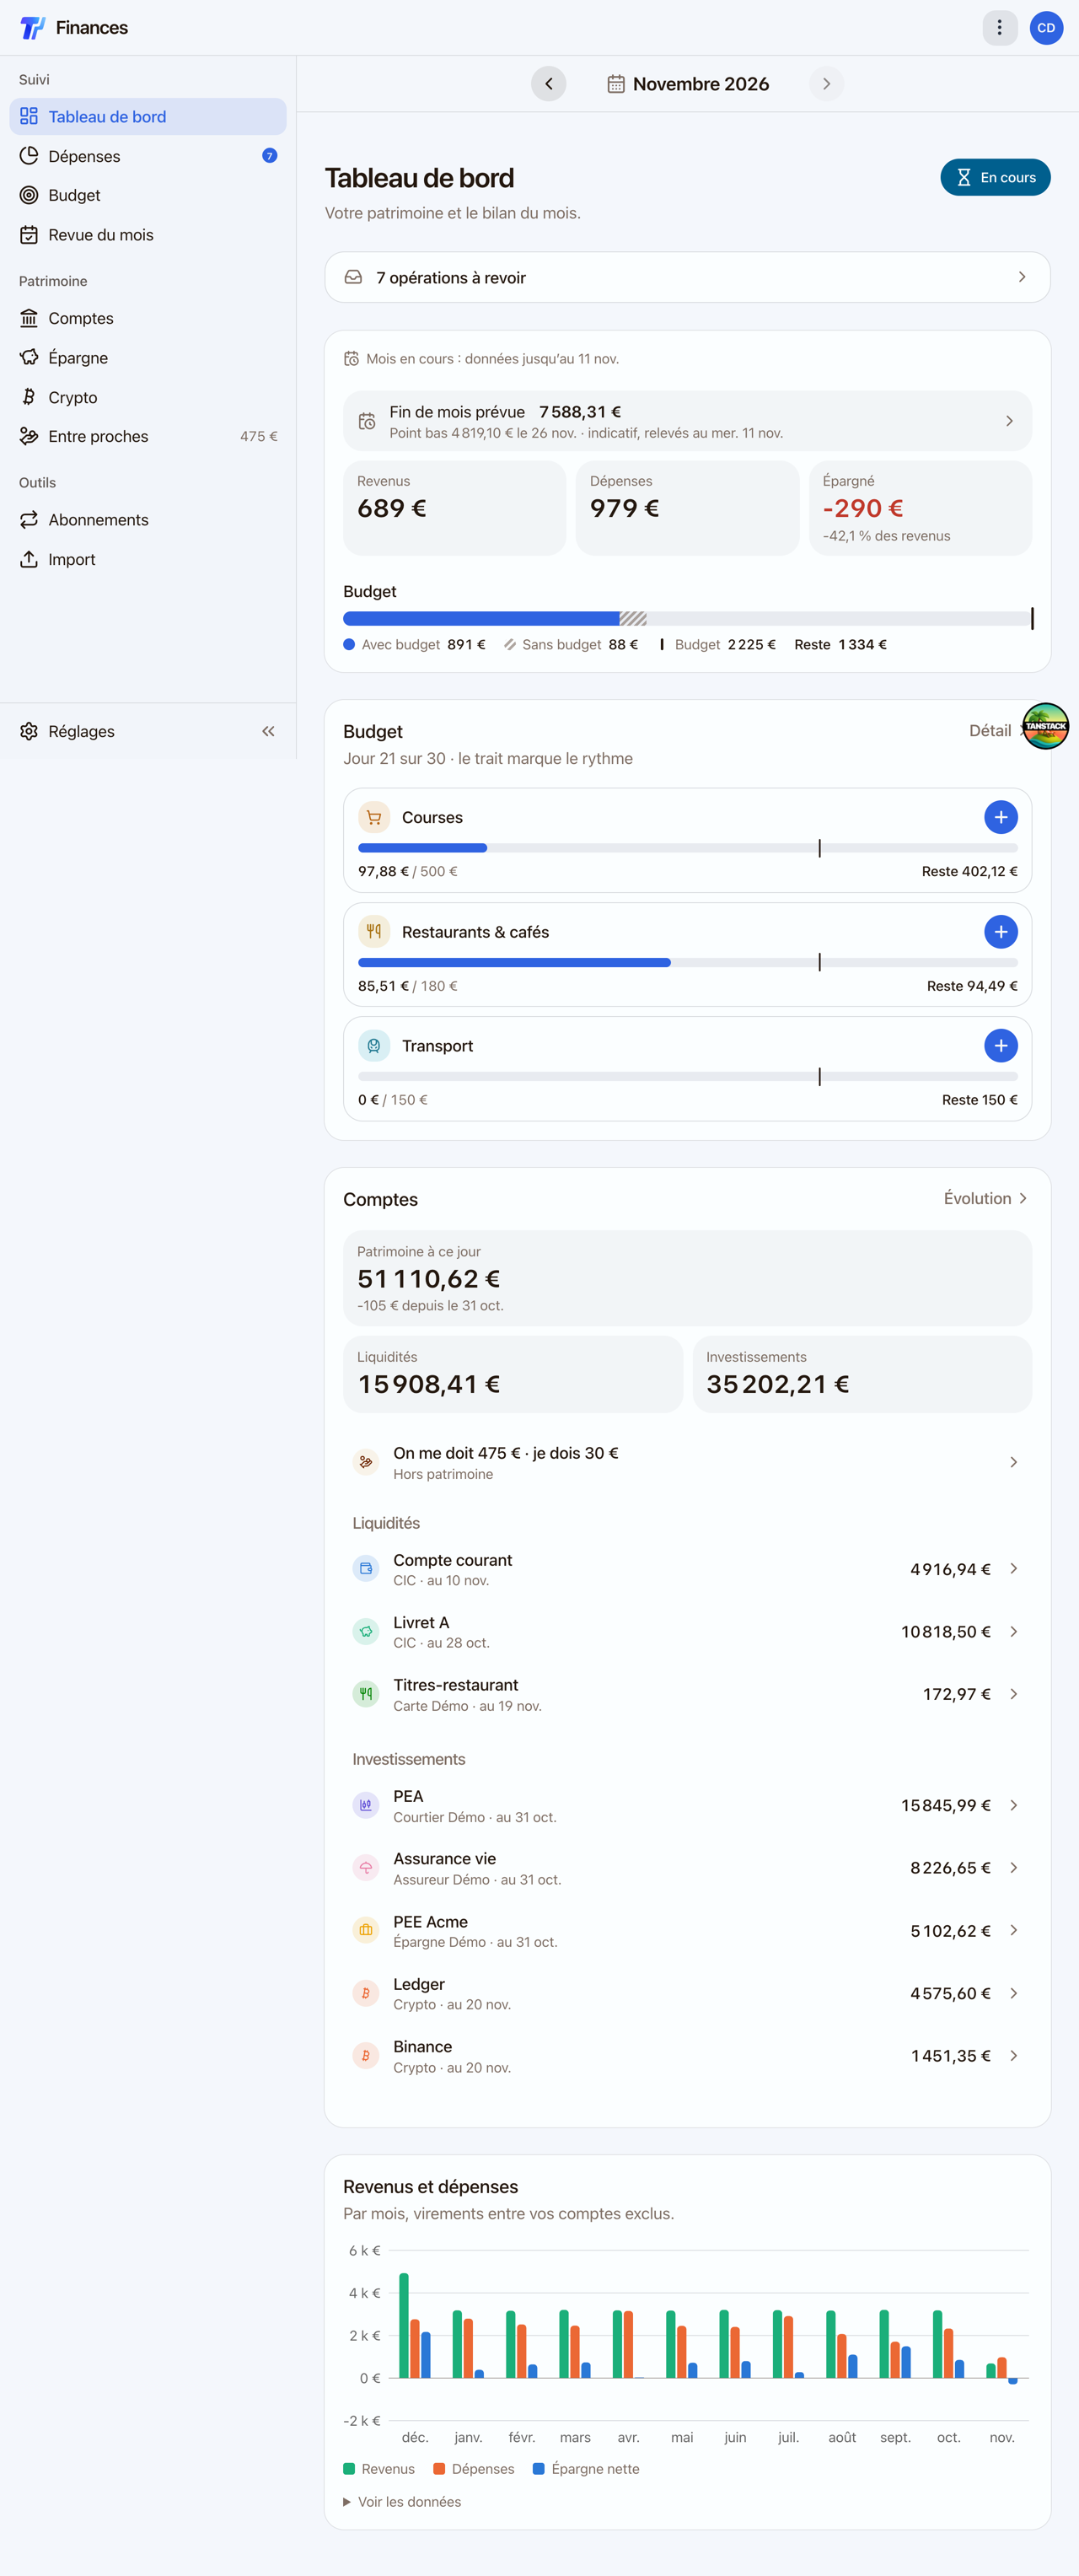 Finances
CD
Suivi
Tableau de bord
Dépenses
7
Budget
Revue du mois
Patrimoine
Comptes
Épargne
Crypto
Entre proches
475 €
Outils
Abonnements
Import
Réglages
Novembre 2026
Tableau de bord
En cours
Votre patrimoine et le bilan du mois.
7 opérations à revoir
Mois en cours : données jusqu’au 11 nov.
Fin de mois prévue 7 588,31 €
Point bas 4 819,10 € le 26 nov. · indicatif, relevés au mer. 11 nov.
Revenus
689 €
Dépenses
979 €
Épargné
-290 €
-42,1 % des revenus
Budget
Avec budget 891 € Sans budget 88 € Budget 2 225 € Reste 1 334 €
Budget
Détail
TANSTACK
Jour 21 sur 30 · le trait marque le rythme
Courses
97,88 € / 500 €
Reste 402,12 €
Restaurants & cafés
85,51 € / 180 €
Reste 94,49 €
Transport
0 € / 150 €
Reste 150 €
Comptes
Évolution
Patrimoine à ce jour
51 110,62 €
-105 € depuis le 31 oct.
Liquidités
15 908,41 €
Investissements
35 202,21 €
On me doit 475 € · je dois 30 €
Hors patrimoine
Liquidités
Compte courant
CIC · au 10 nov.
4 916,94 €
Livret A
CIC · au 28 oct.
10 818,50 €
Titres-restaurant
Carte Démo · au 19 nov.
172,97 €
Investissements
PEA
Courtier Démo · au 31 oct.
15 845,99 €
Assurance vie
Assureur Démo · au 31 oct.
8 226,65 €
PEE Acme
Épargne Démo · au 31 oct.
5 102,62 €
Ledger
Crypto · au 20 nov.
4 575,60 €
Binance
Crypto · au 20 nov.
1 451,35 €
Revenus et dépenses
Par mois, virements entre vos comptes exclus.
6 k €
4 k €
2 k €
0 €
-2 k €
déc. janv. févr. mars avr. mai juin juil. août sept. oct. nov.
Revenus Dépenses Épargne nette
Voir les données